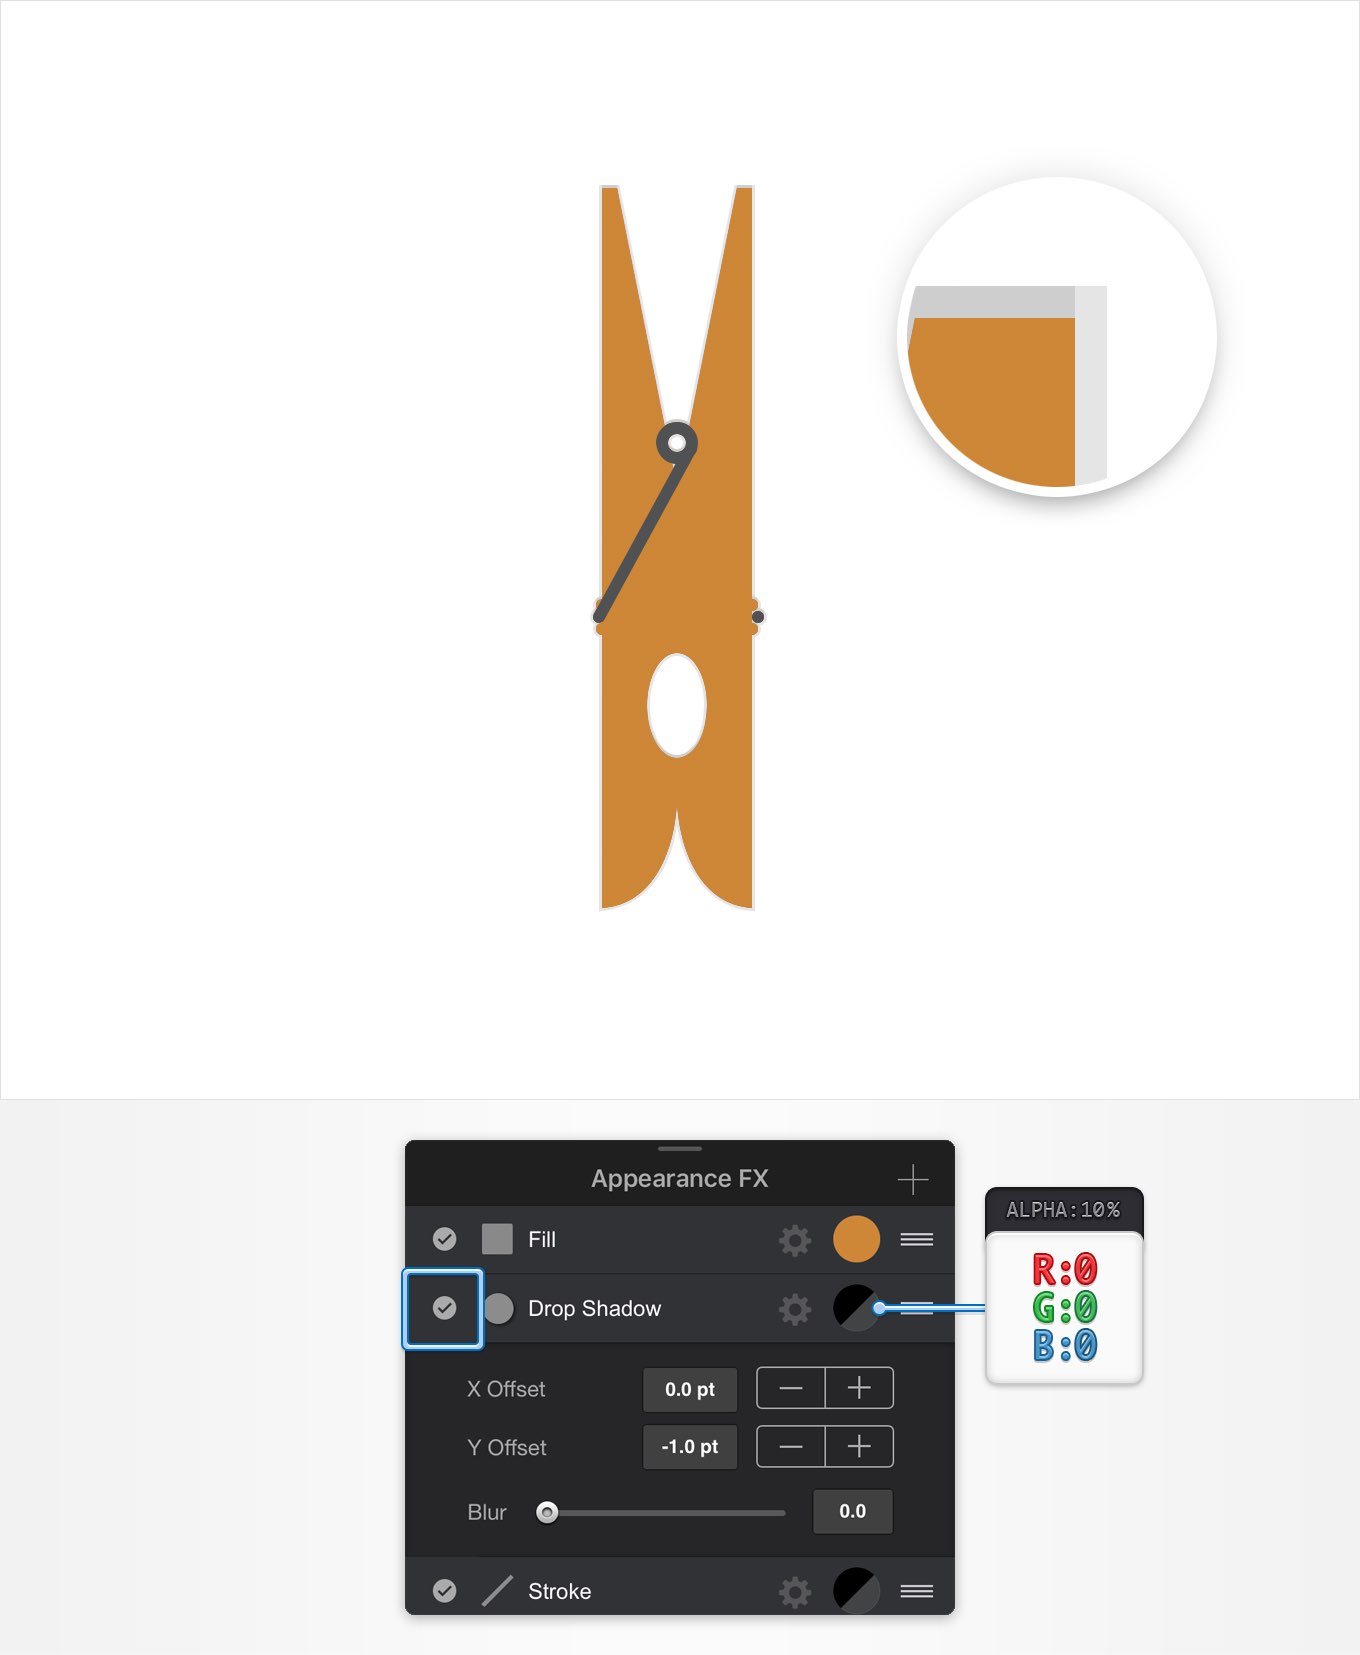 Appearance FX
Fill
Drop Shadow
ALPHA:10%
R:0
G:0
B:0
X Offset 0.0 pt
Y Offset -1.0 pt
Blur 0.0
Stroke